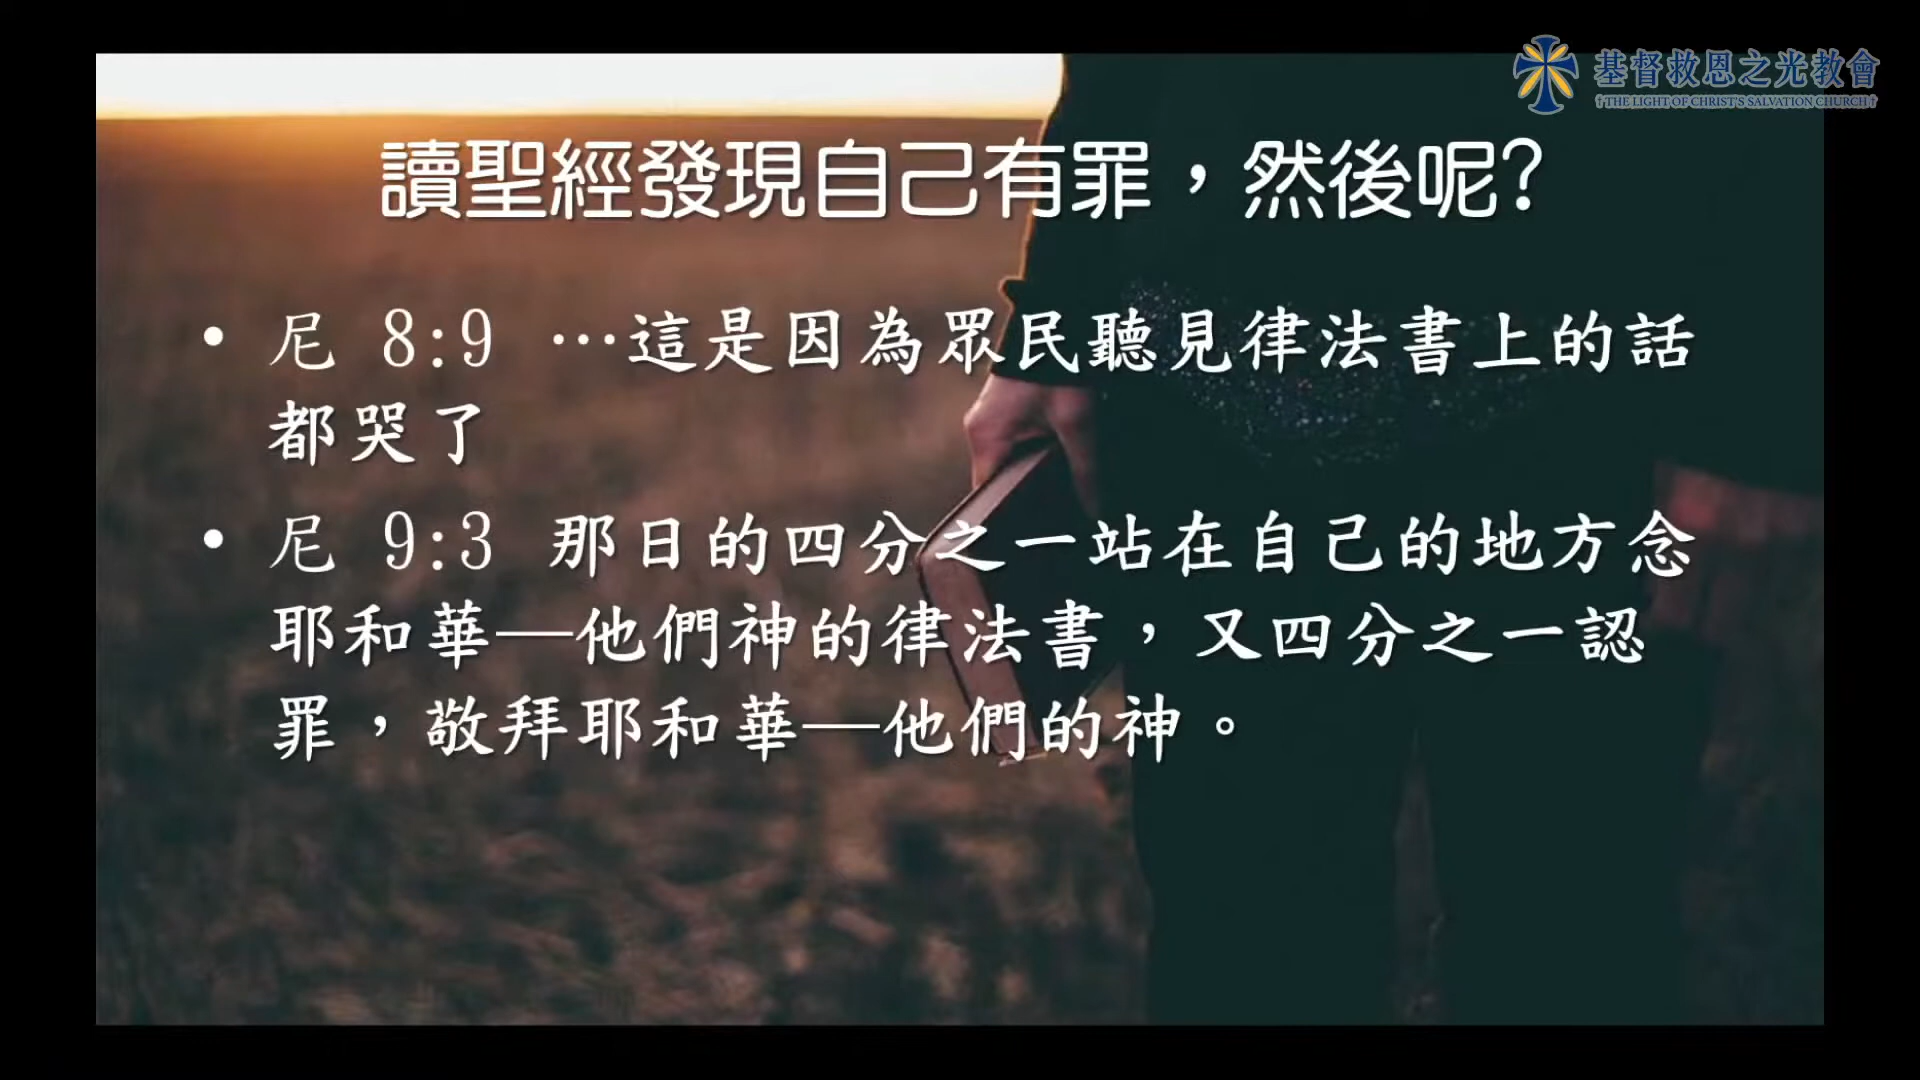 基督救恩之光教會
†THE LIGHT OF CHRIST'S SALVATION CHURCH†
讀聖經發現自己有罪，然後呢?
• 尼 8:9 …這是因為眾民聽見律法書上的話
都哭了
• 尼 9:3 那日的四分之一站在自己的地方念
耶和華—他們神的律法書，又四分之一認
罪，敬拜耶和華—他們的神。